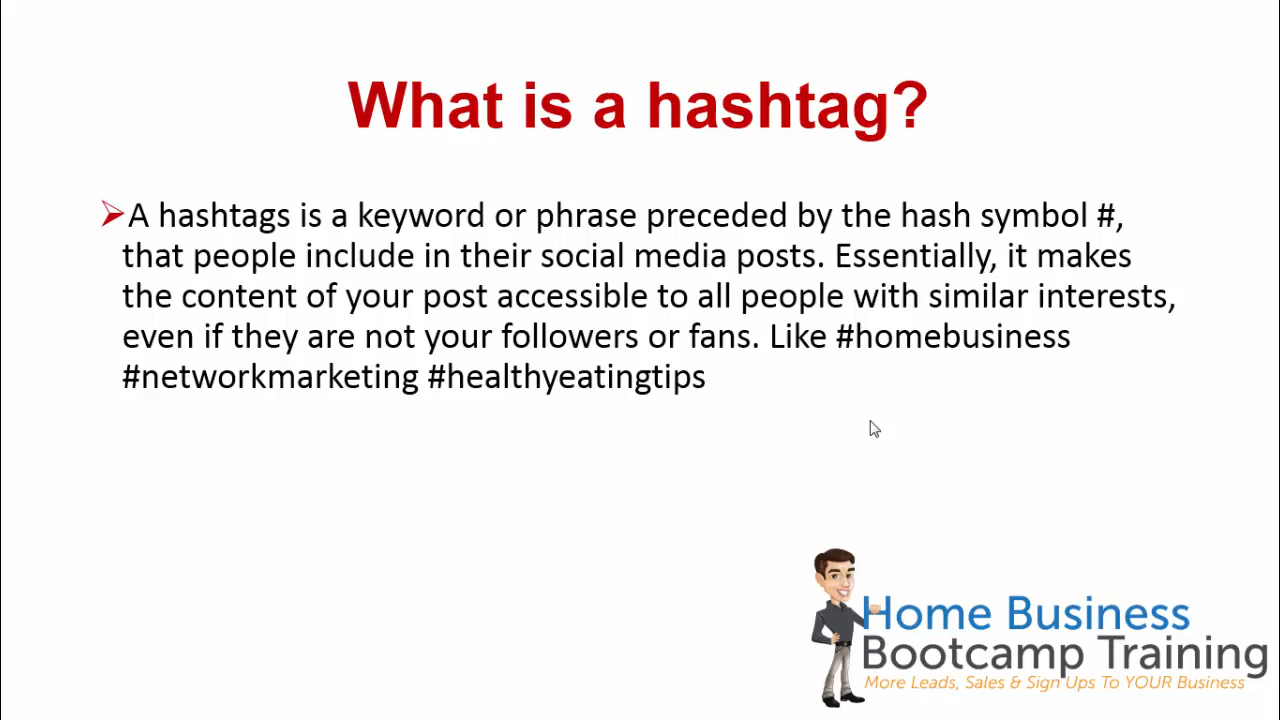 What is a hashtag?
A hashtags is a keyword or phrase preceded by the hash symbol #,
that people include in their social media posts. Essentially, it makes
the content of your post accessible to all people with similar interests,
even if they are not your followers or fans. Like #homebusiness
#networkmarketing #healthyeatingtips
Home Business
Bootcamp Training
More Leads, Sales & Sign Ups To YOUR Business